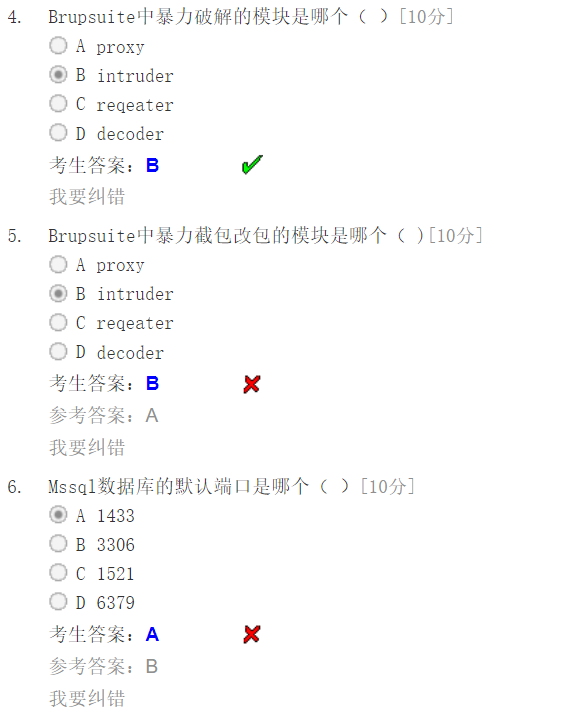 4. Brupsuite中暴力破解的模块是哪个（ ）[10分]
A proxy
B intruder
C reqeater
D decoder
考生答案：B
我要纠错
5. Brupsuite中暴力截包改包的模块是哪个（ )[10分]
A proxy
B intruder
C reqeater
D decoder
考生答案：B
参考答案：A
我要纠错
6. Mssql数据库的默认端口是哪个（ ）[10分]
A 1433
B 3306
C 1521
D 6379
考生答案：A
参考答案：B
我要纠错